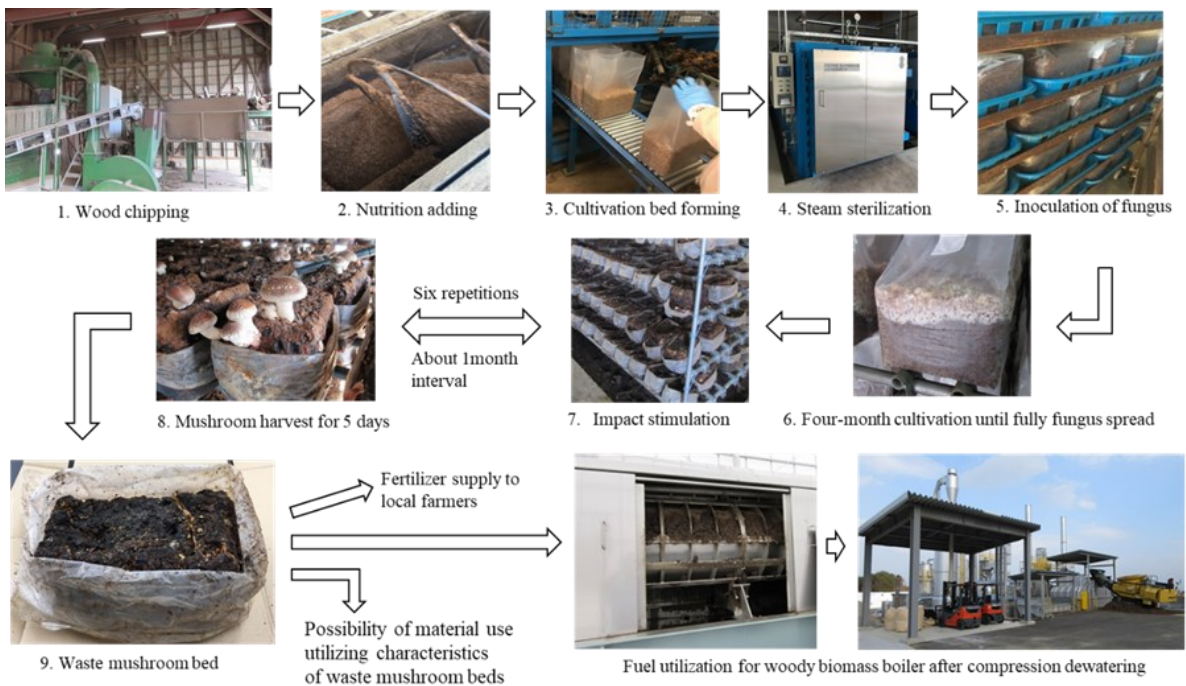 1. Wood chipping
2. Nutrition adding
3. Cultivation bed forming
4. Steam sterilization
5. Inoculation of fungus
Six repetitions
About 1month
interval
8. Mushroom harvest for 5 days
7. Impact stimulation
6. Four-month cultivation until fully fungus spread
Fertilizer supply to
local farmers
Possibility of material use
utilizing characteristics
of waste mushroom beds
9. Waste mushroom bed
Fuel utilization for woody biomass boiler after compression dewatering